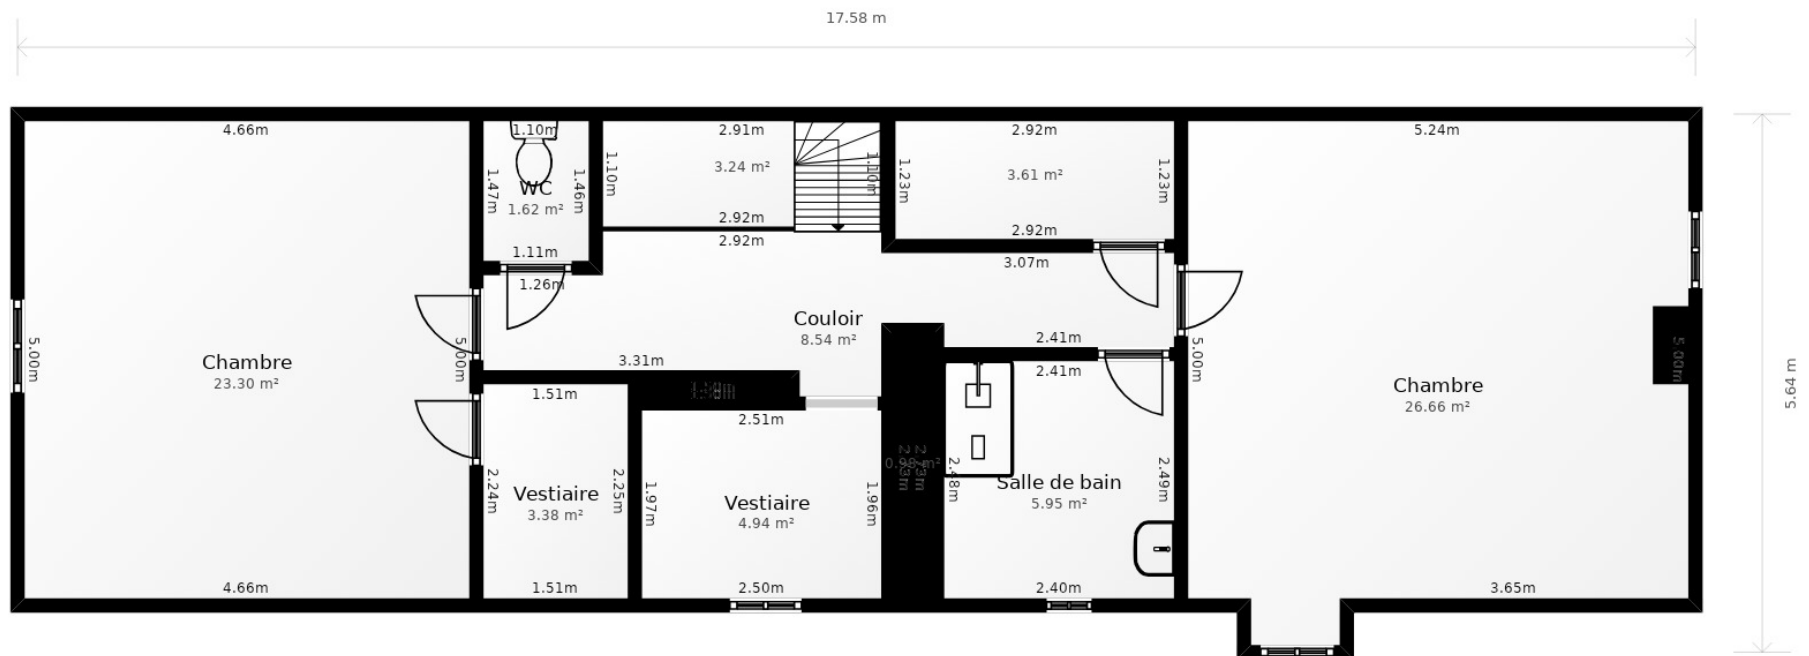 17.58 m
4.66m
1.10m
2.91m
2.92m
5.24m
1.47m
1.46m
WC
1.62 m²
1.11m
1.10m
3.24 m²
1.10m
2.92m
2.92m
1.23m
3.61 m²
1.23m
2.92m
1.26m
3.07m
Couloir
8.54 m²
3.31m
2.41m
5.00m
Chambre
23.30 m²
5.00m
4.66m
1.51m
2.24m
Vestiaire
3.38 m²
2.25m
1.51m
2.51m
1.97m
Vestiaire
4.94 m²
1.96m
2.50m
2.41m
2.48m
Salle de bain
5.95 m²
2.49m
2.40m
5.00m
Chambre
26.66 m²
5.00m
3.65m
5.64 m